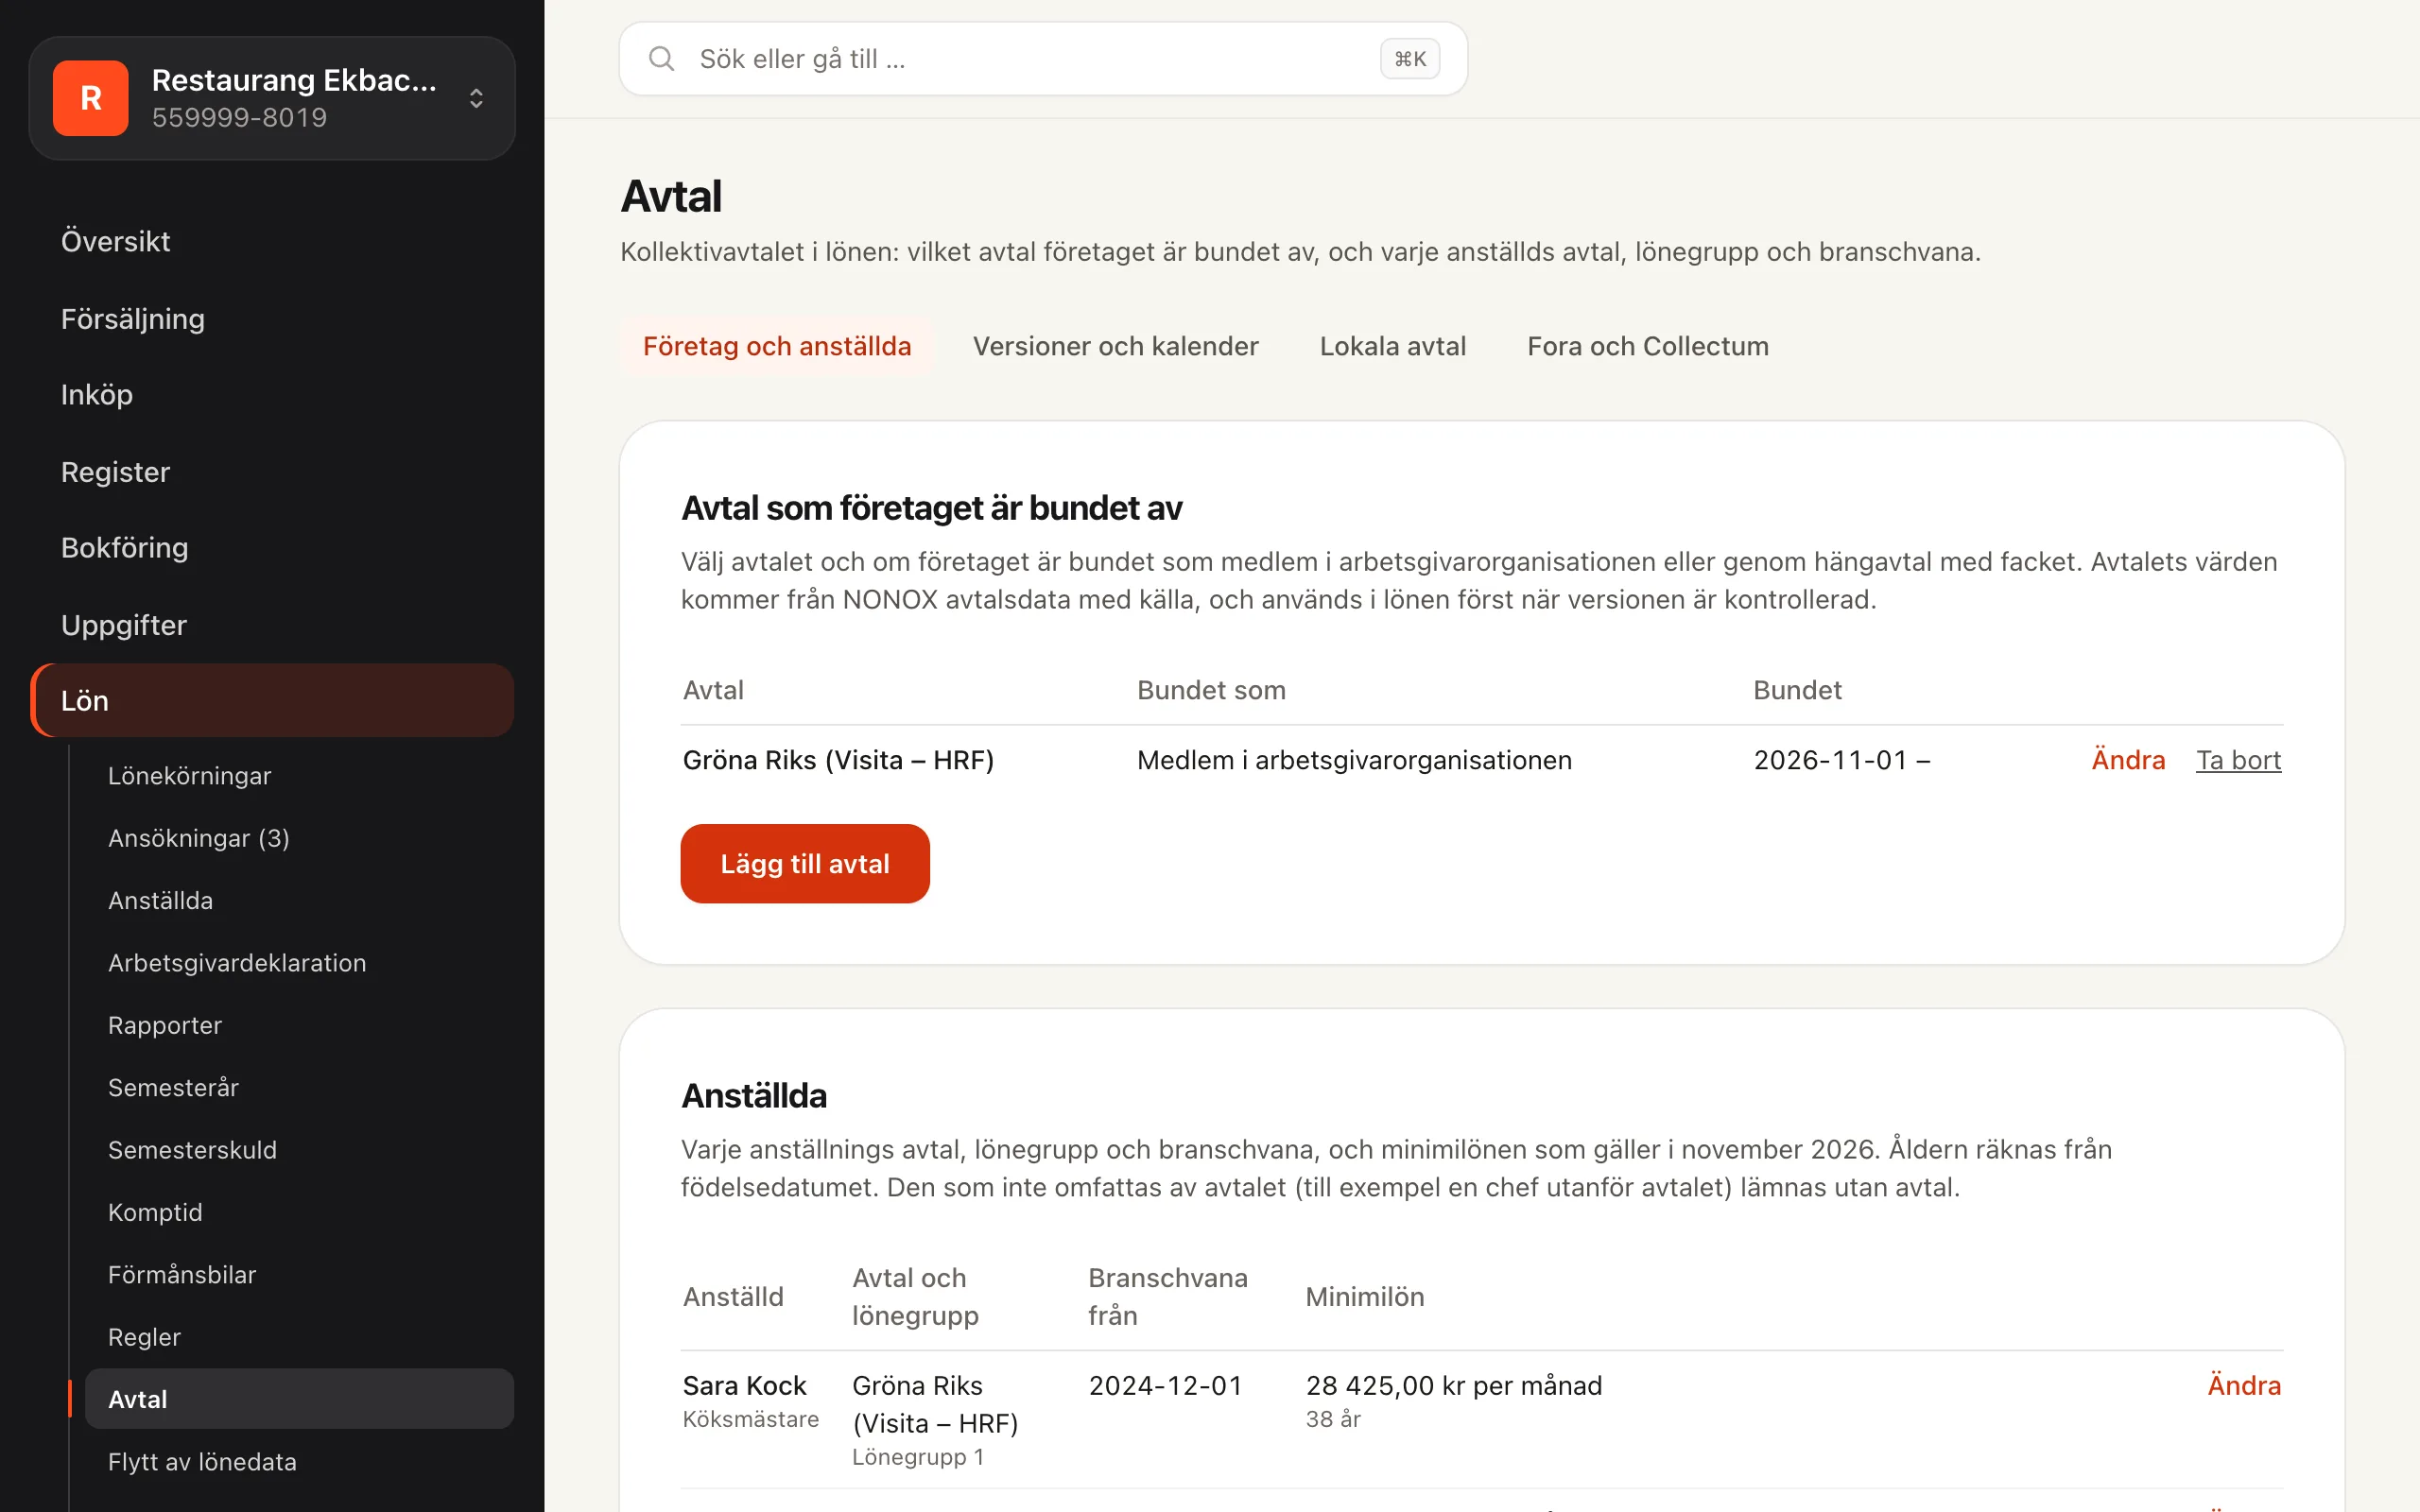 R
Restaurang Ekbac...
559999-8019
Sök eller gå till ...
⌘K
Översikt
Försäljning
Inköp
Register
Bokföring
Uppgifter
Lön
Lönekörningar
Ansökningar (3)
Anställda
Arbetsgivardeklaration
Rapporter
Semesterår
Semesterskuld
Komptid
Förmånsbilar
Regler
Avtal
Flytt av lönedata
Avtal
Kollektivavtalet i lönen: vilket avtal företaget är bundet av, och varje anställds avtal, lönegrupp och branschvana.
Företag och anställda
Versioner och kalender
Lokala avtal
Fora och Collectum
Avtal som företaget är bundet av
Välj avtalet och om företaget är bundet som medlem i arbetsgivarorganisationen eller genom hängavtal med facket. Avtalets värden
kommer från NONOX avtalsdata med källa, och används i lönen först när versionen är kontrollerad.
Avtal
Bundet som
Bundet
Gröna Riks (Visita – HRF)
Medlem i arbetsgivarorganisationen
2026-11-01 –
Ändra
Ta bort
Lägg till avtal
Anställda
Varje anställnings avtal, lönegrupp och branschvana, och minimilönen som gäller i november 2026. Åldern räknas från
födelsedatumet. Den som inte omfattas av avtalet (till exempel en chef utanför avtalet) lämnas utan avtal.
Anställd
Avtal och
lönegrupp
Branschvana
från
Minimilön
Sara Kock
Köksmästare
Gröna Riks
(Visita – HRF)
Lönegrupp 1
2024-12-01
28 425,00 kr per månad
38 år
Ändra